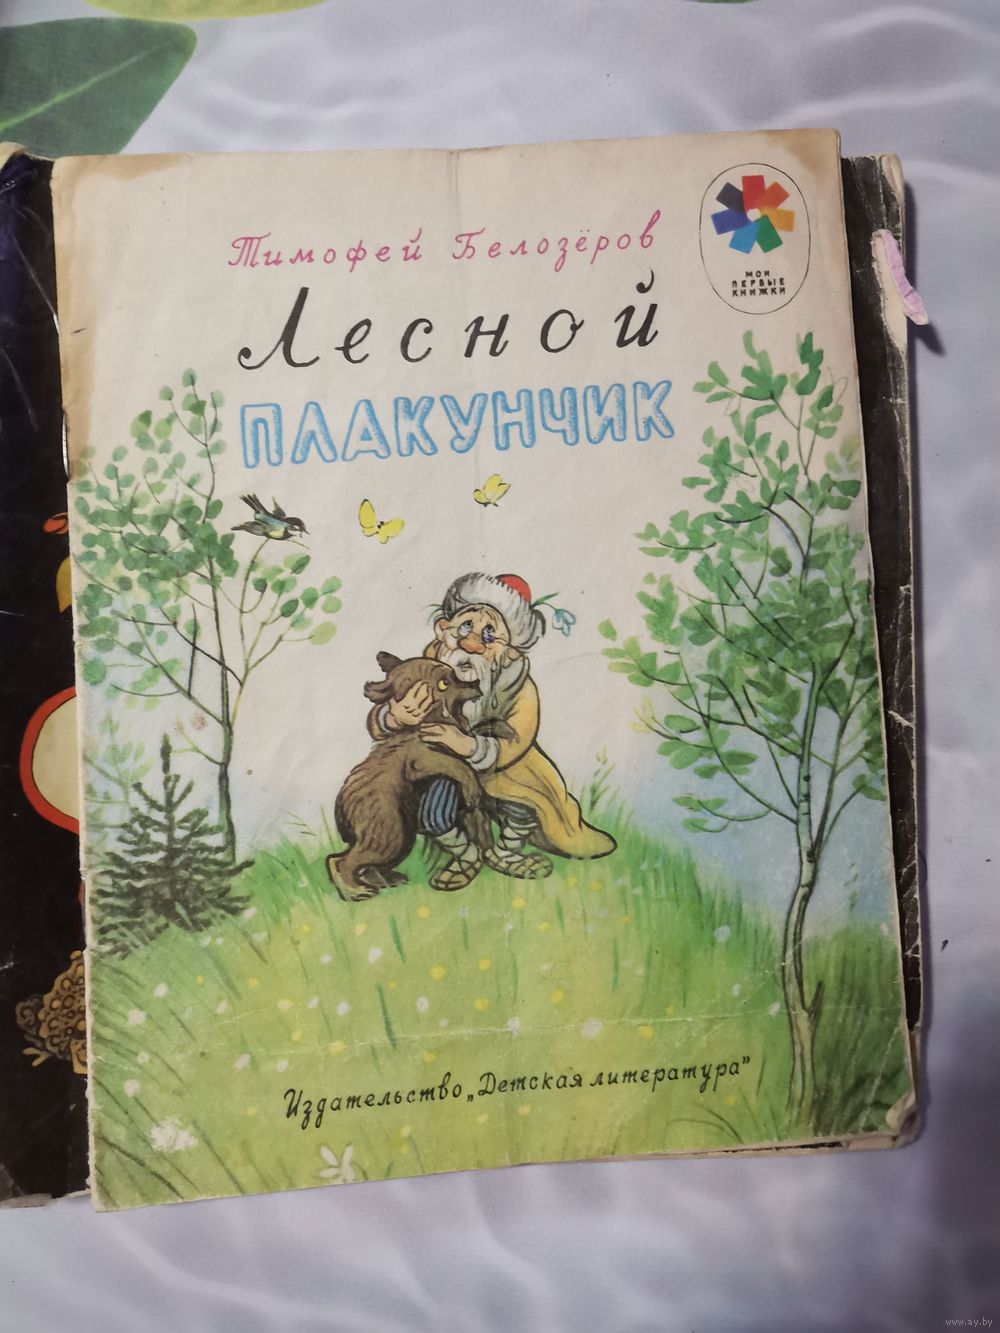 Тимофей Белозёров
Лесной
ПЛАКУНЧИК
МОИ
ПЕРВЫЕ
КНИЖКИ
Издательство „Детская литература”
www.ay.by